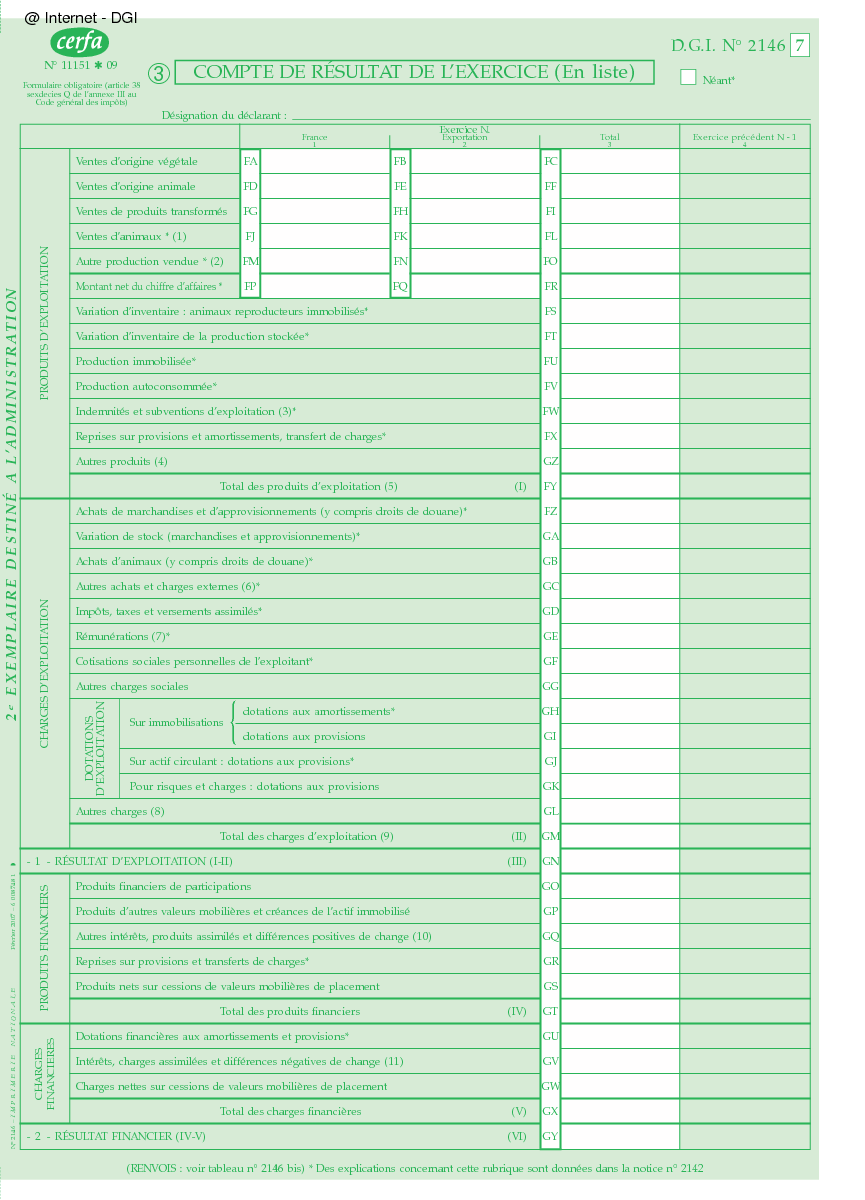 @ Internet - DGI
cerfa
N° 11151 ✱ 09
Formulaire obligatoire (article 38
sexdecies Q de l'annexe III au
Code général des impôts)
③ COMPTE DE RÉSULTAT DE L'EXERCICE (En liste)
D.G.I. N° 2146 7
Néant*
Désignation du déclarant :
Exercice N.
France Exportation Total Exercice précédent N - 1
1 2 3 4
PRODUITS D'EXPLOITATION
Ventes d'origine végétale FA FB FC
Ventes d'origine animale FD FE FF
Ventes de produits transformés FG FH FI
Ventes d'animaux * (1) FJ FK FL
Autre production vendue * (2) FM FN FO
Montant net du chiffre d'affaires * FP FQ FR
Variation d'inventaire : animaux reproducteurs immobilisés* FS
Variation d'inventaire de la production stockée* FT
Production immobilisée* FU
Production autoconsommée* FV
Indemnités et subventions d'exploitation (3)* FW
Reprises sur provisions et amortissements, transfert de charges* FX
Autres produits (4) GZ
Total des produits d'exploitation (5) (I) FY
CHARGES D'EXPLOITATION
Achats de marchandises et d'approvisionnements (y compris droits de douane)* FZ
Variation de stock (marchandises et approvisionnements)* GA
Achats d'animaux (y compris droits de douane)* GB
Autres achats et charges externes (6)* GC
Impôts, taxes et versements assimilés* GD
Rémunérations (7)* GE
Cotisations sociales personnelles de l'exploitant* GF
Autres charges sociales GG
DOTATIONS
D'EXPLOITATION
Sur immobilisations
dotations aux amortissements* GH
dotations aux provisions GI
Sur actif circulant : dotations aux provisions* GJ
Pour risques et charges : dotations aux provisions GK
Autres charges (8) GL
Total des charges d'exploitation (9) (II) GM
- 1 - RÉSULTAT D'EXPLOITATION (I-II) (III) GN
PRODUITS FINANCIERS
Produits financiers de participations GO
Produits d'autres valeurs mobilières et créances de l'actif immobilisé GP
Autres intérêts, produits assimilés et différences positives de change (10) GQ
Reprises sur provisions et transferts de charges* GR
Produits nets sur cessions de valeurs mobilières de placement GS
Total des produits financiers (IV) GT
CHARGES
FINANCIERES
Dotations financières aux amortissements et provisions* GU
Intérêts, charges assimilées et différences négatives de change (11) GV
Charges nettes sur cessions de valeurs mobilières de placement GW
Total des charges financières (V) GX
- 2 - RÉSULTAT FINANCIER (IV-V) (VI) GY
(RENVOIS : voir tableau n° 2146 bis) * Des explications concernant cette rubrique sont données dans la notice n° 2142
2e EXEMPLAIRE DESTINÉ A L'ADMINISTRATION
N° 2146 - IMPRIMERIE NATIONALE Février 2007